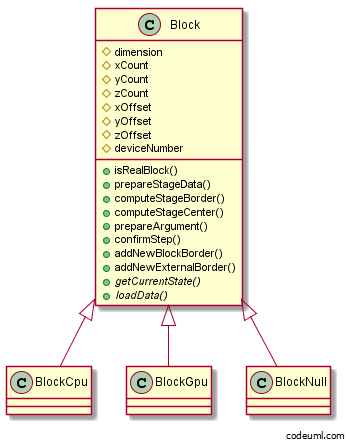 C Block
dimension
xCount
yCount
zCount
xOffset
yOffset
zOffset
deviceNumber
isRealBlock()
prepareStageData()
computeStageBorder()
computeStageCenter()
prepareArgument()
confirmStep()
addNewBlockBorder()
addNewExternalBorder()
getCurrentState()
loadData()
C BlockCpu
C BlockGpu
C BlockNull
codeuml.com